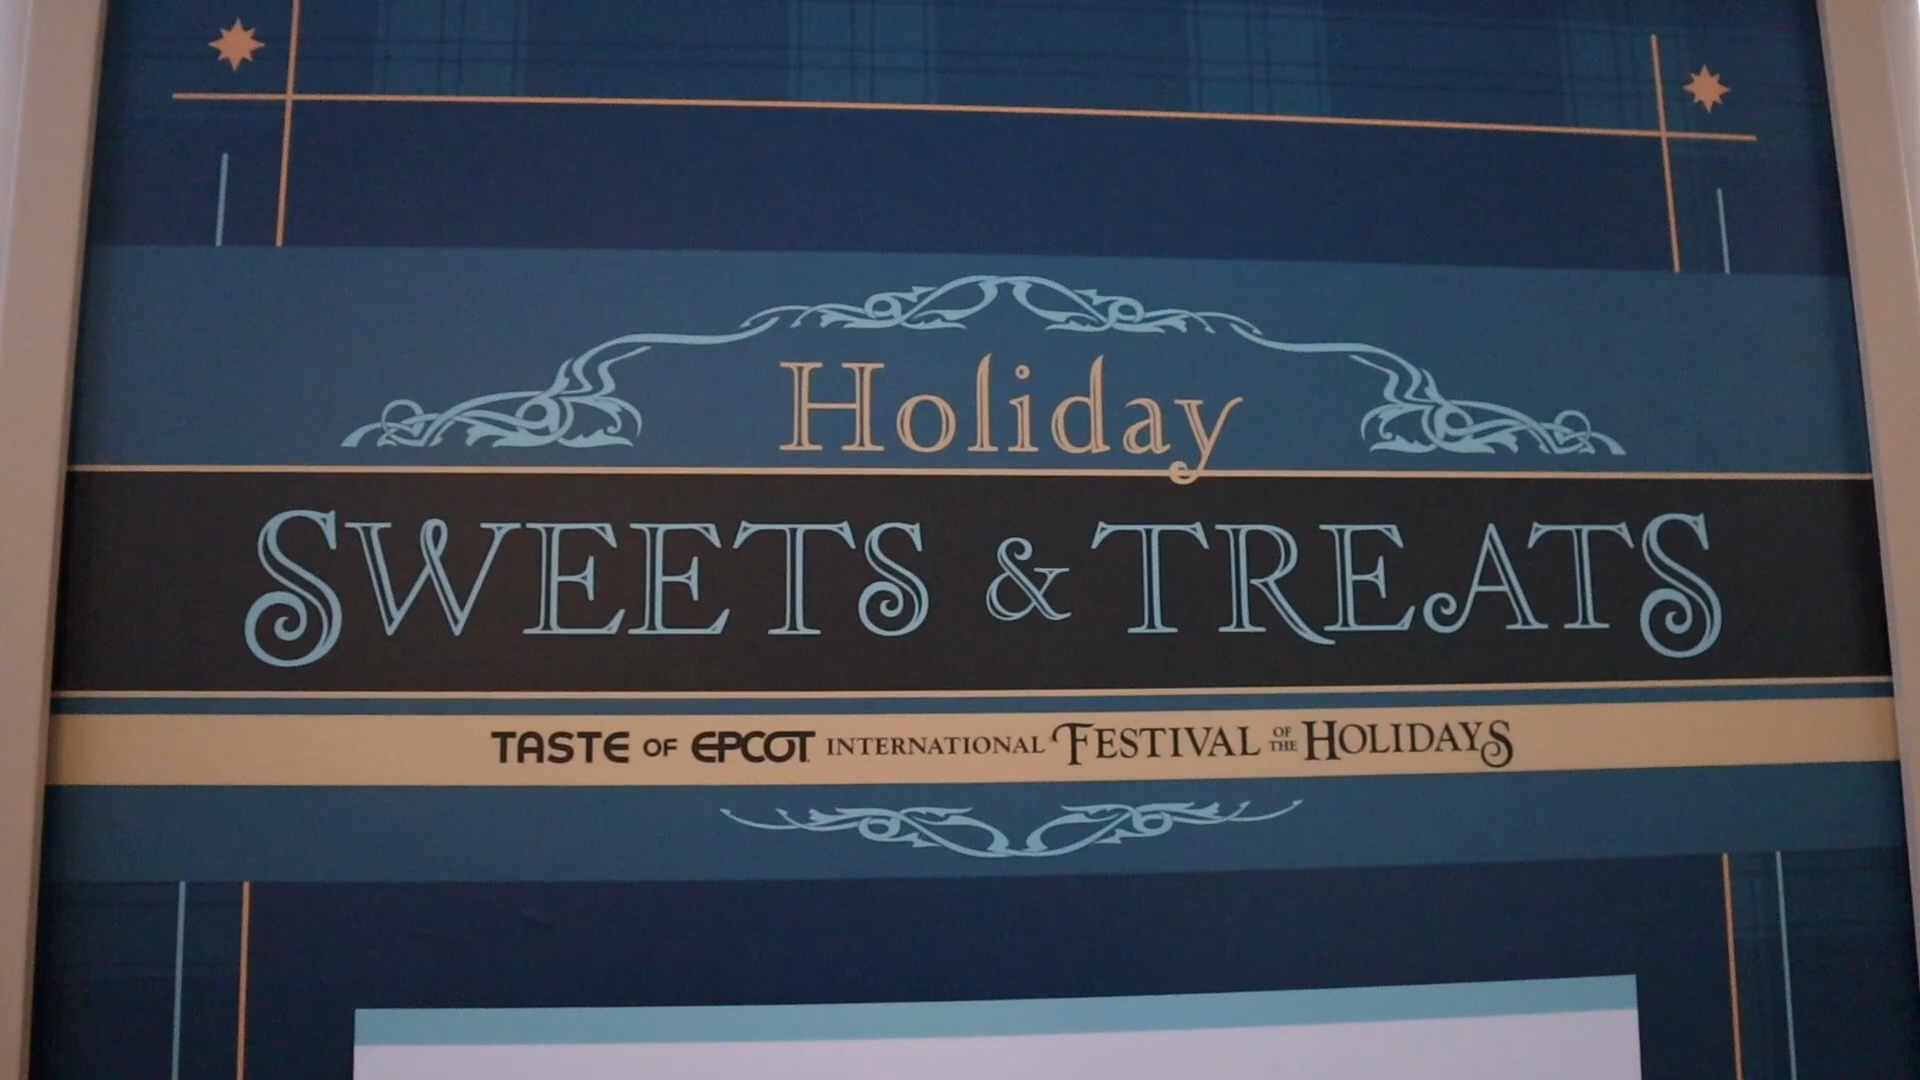 Holiday
SWEETS & TREATS
TASTE OF EPCOT INTERNATIONAL FESTIVAL OF THE HOLIDAYS